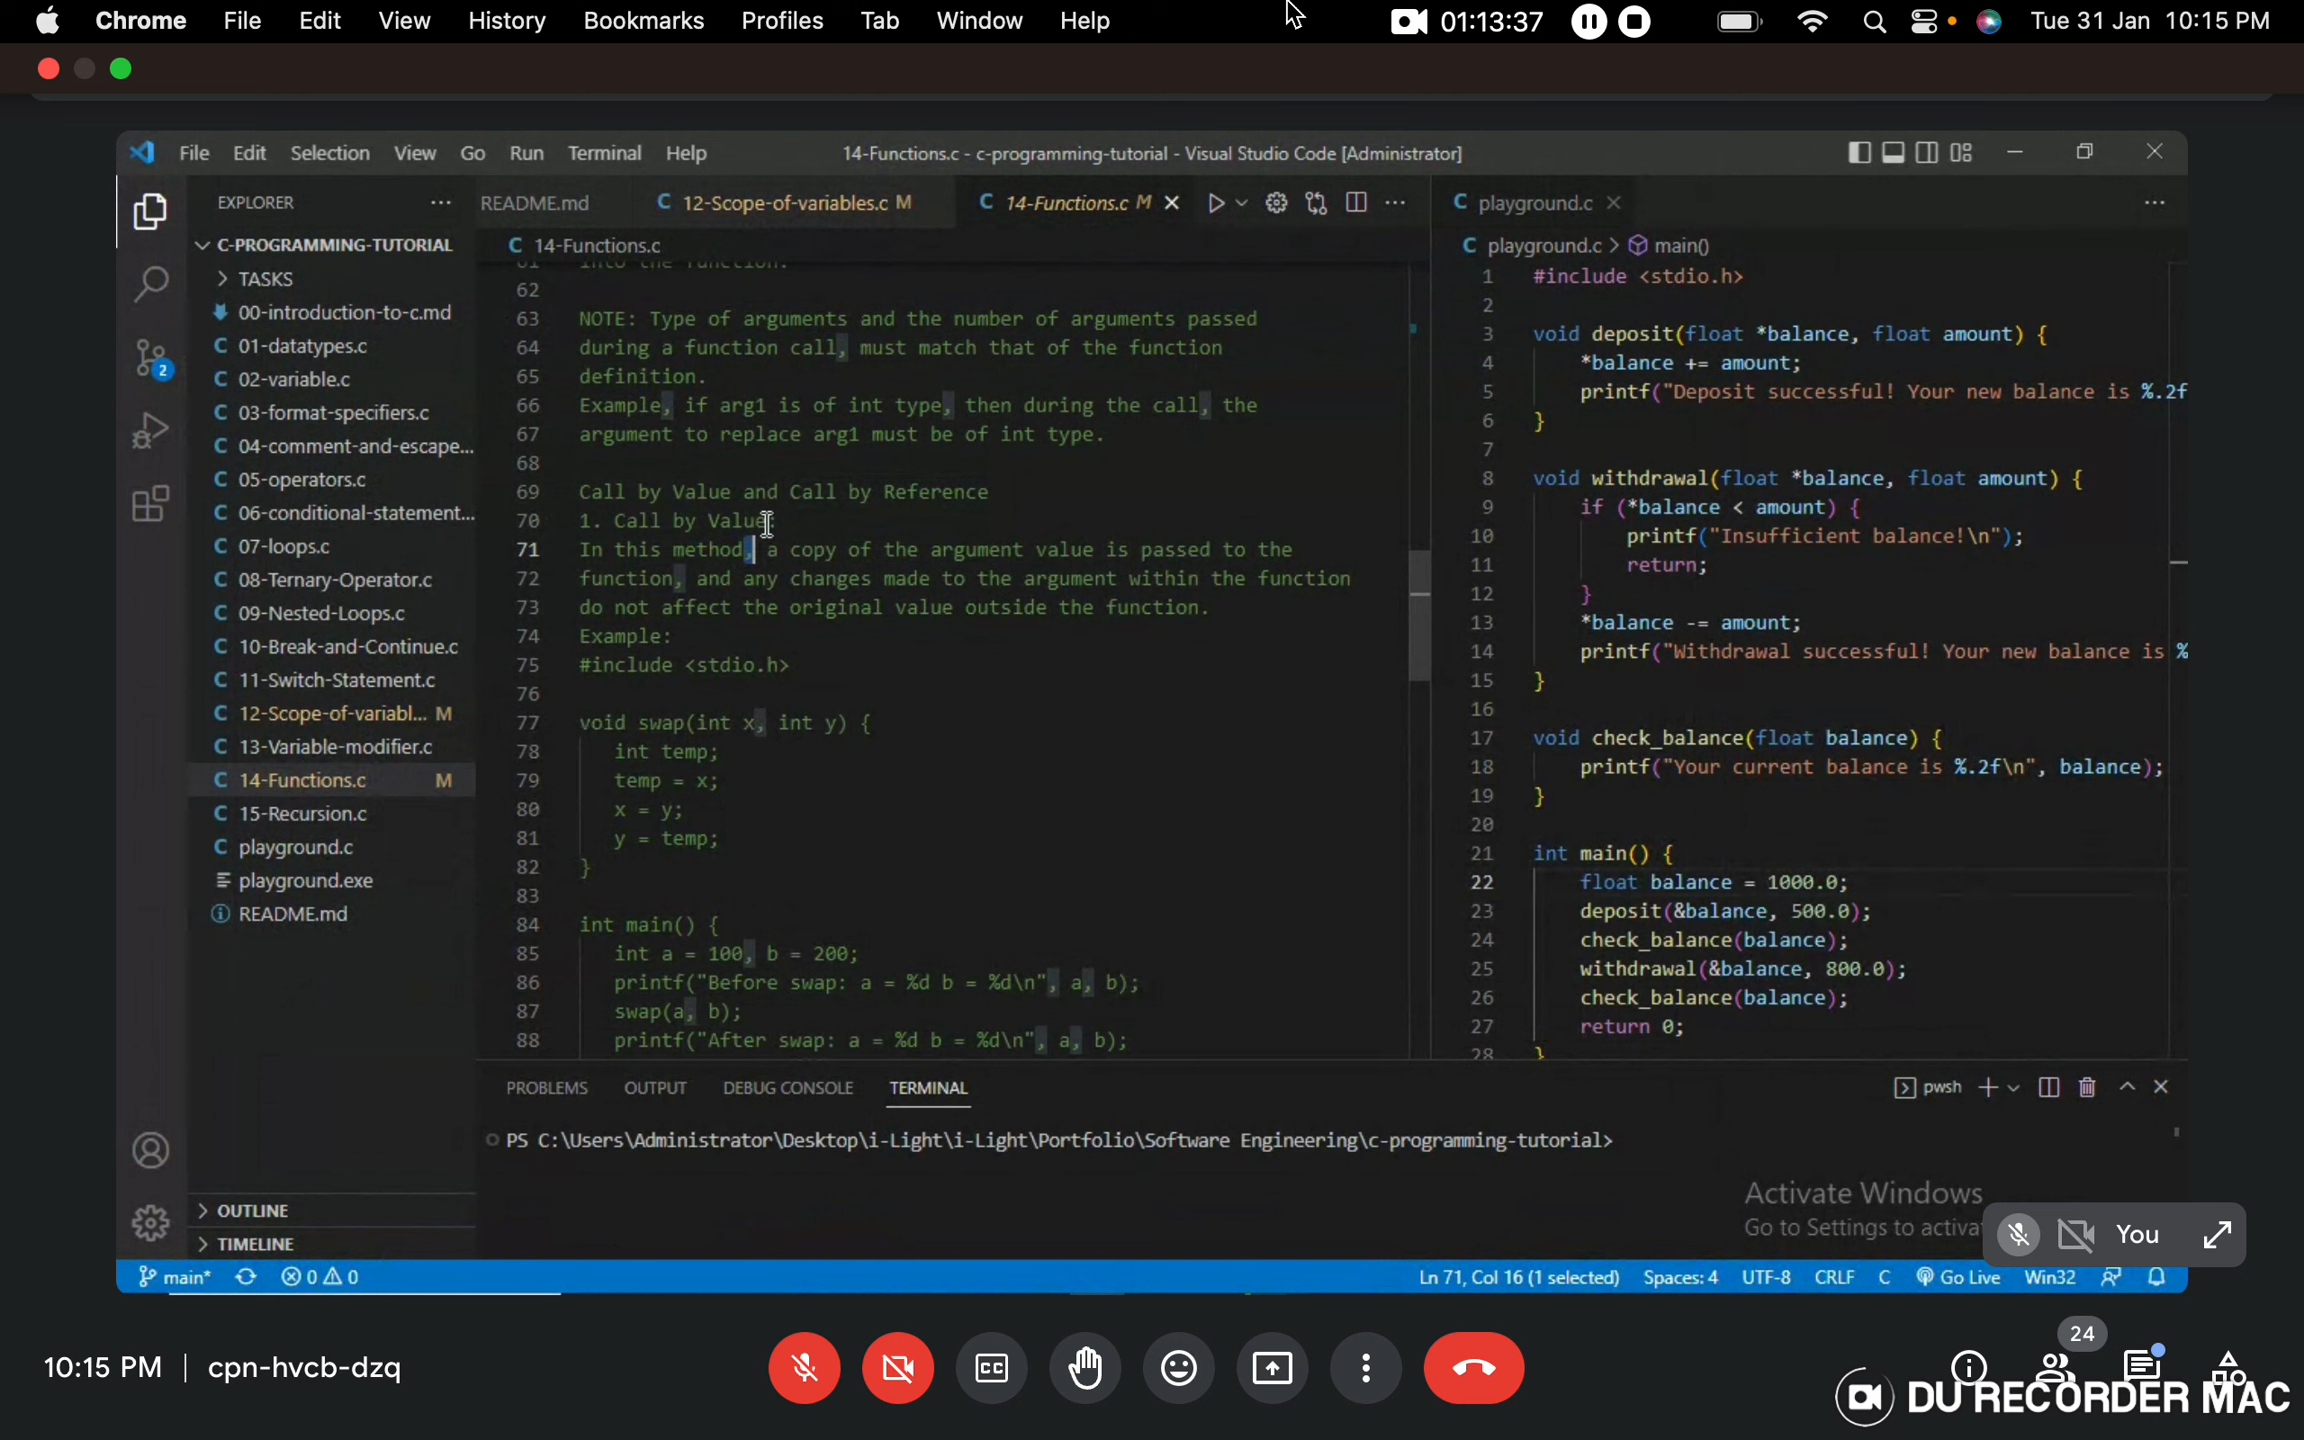 Chrome File Edit View History Bookmarks Profiles Tab Window Help 01:13:37 Tue 31 Jan 10:15 PM
File Edit Selection View Go Run Terminal Help 14-Functions.c - c-programming-tutorial - Visual Studio Code [Administrator]
EXPLORER
C-PROGRAMMING-TUTORIAL
TASKS
00-introduction-to-c.md
C 01-datatypes.c
C 02-variable.c
C 03-format-specifiers.c
C 04-comment-and-escape...
C 05-operators.c
C 06-conditional-statement...
C 07-loops.c
C 08-Ternary-Operator.c
C 09-Nested-Loops.c
C 10-Break-and-Continue.c
C 11-Switch-Statement.c
C 12-Scope-of-variabl... M
C 13-Variable-modifier.c
C 14-Functions.c M
C 15-Recursion.c
C playground.c
playground.exe
README.md
OUTLINE
TIMELINE
2
README.md C 12-Scope-of-variables.c M C 14-Functions.c M
C 14-Functions.c
61 into the function.
62
63 NOTE: Type of arguments and the number of arguments passed
64 during a function call, must match that of the function
65 definition.
66 Example, if arg1 is of int type, then during the call, the
67 argument to replace arg1 must be of int type.
68
69 Call by Value and Call by Reference
70 1. Call by Value:
71 In this method, a copy of the argument value is passed to the
72 function, and any changes made to the argument within the function
73 do not affect the original value outside the function.
74 Example:
75 #include <stdio.h>
76
77 void swap(int x, int y) {
78 int temp;
79 temp = x;
80 x = y;
81 y = temp;
82 }
83
84 int main() {
85 int a = 100, b = 200;
86 printf("Before swap: a = %d b = %d\n", a, b);
87 swap(a, b);
88 printf("After swap: a = %d b = %d\n", a, b);
C playground.c
C playground.c > main()
1 #include <stdio.h>
2
3 void deposit(float *balance, float amount) {
4 *balance += amount;
5 printf("Deposit successful! Your new balance is %.2f
6 }
7
8 void withdrawal(float *balance, float amount) {
9 if (*balance < amount) {
10 printf("Insufficient balance!\n");
11 return;
12 }
13 *balance -= amount;
14 printf("Withdrawal successful! Your new balance is %
15 }
16
17 void check_balance(float balance) {
18 printf("Your current balance is %.2f\n", balance);
19 }
20
21 int main() {
22 float balance = 1000.0;
23 deposit(&balance, 500.0);
24 check_balance(balance);
25 withdrawal(&balance, 800.0);
26 check_balance(balance);
27 return 0;
28 }
PROBLEMS OUTPUT DEBUG CONSOLE TERMINAL pwsh
PS C:\Users\Administrator\Desktop\i-Light\i-Light\Portfolio\Software Engineering\c-programming-tutorial>
Activate Windows
Go to Settings to activa
You
main* 0 0 Ln 71, Col 16 (1 selected) Spaces: 4 UTF-8 CRLF C Go Live Win32
24
10:15 PM | cpn-hvcb-dzq
CC
DU RECORDER MAC